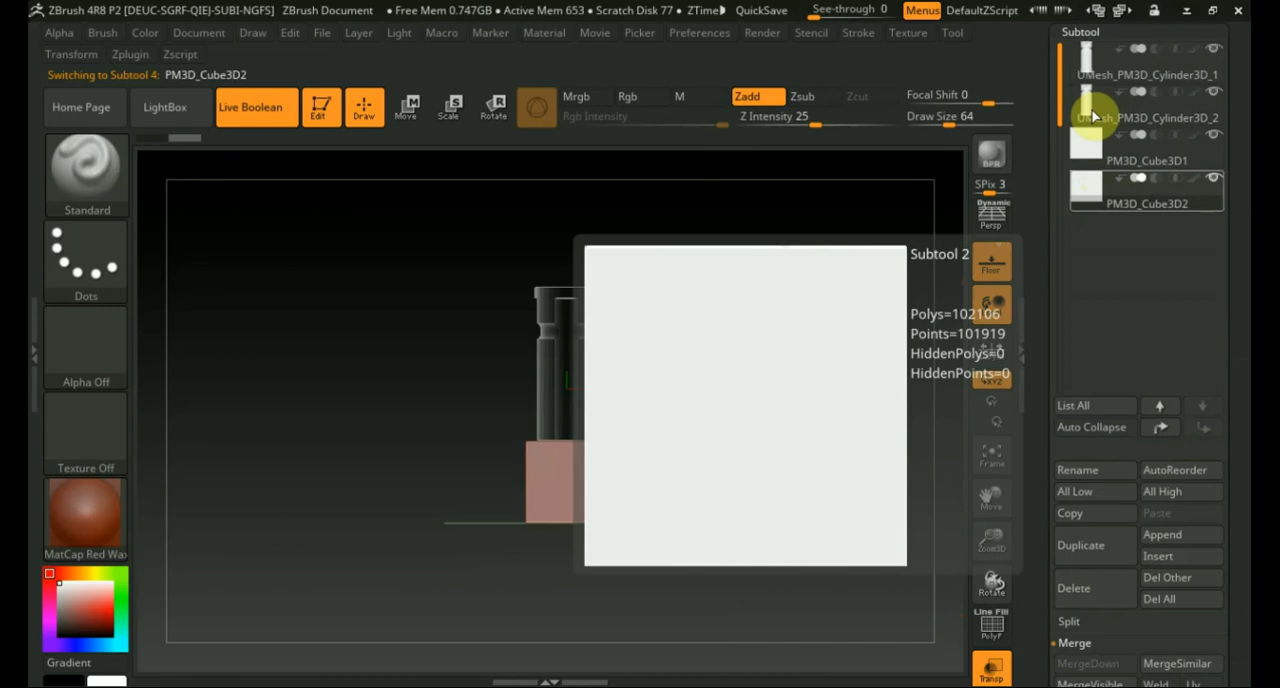 ZBrush 4R8 P2 [DEUC-SGRF-QIEJ-SUBI-NGFS] ZBrush Document • Free Mem 0.747GB • Active Mem 653 • Scratch Disk 77 • ZTime QuickSave See-through 0 Menus DefaultZScript
Alpha Brush Color Document Draw Edit File Layer Light Macro Marker Material Movie Picker Preferences Render Stencil Stroke Texture Tool
Transform Zplugin Zscript
Switching to Subtool 4: PM3D_Cube3D2
Home Page LightBox Live Boolean Edit Draw Move Scale Rotate
Mrgb Rgb M Zadd Zsub Zcut Focal Shift 0
Rgb Intensity Z Intensity 25 Draw Size 64
Standard
Dots
Alpha Off
Texture Off
MatCap Red Wax
Gradient
Subtool 2
Polys=102106
Points=101919
HiddenPolys=0
HiddenPoints=0
BPR
SPix 3
Dynamic
Persp
Floor
Frame
Move
Zoom3D
Rotate
Line Fill
PolyF
Transp
Subtool
UMesh_PM3D_Cylinder3D_1
PM3D_Cylinder3D_2
PM3D_Cube3D1
PM3D_Cube3D2
List All
Auto Collapse
Rename AutoReorder
All Low All High
Copy Paste
Duplicate Append
Insert
Delete Del Other
Del All
Split
Merge
MergeDown MergeSimilar
MergeVisible Weld Uv